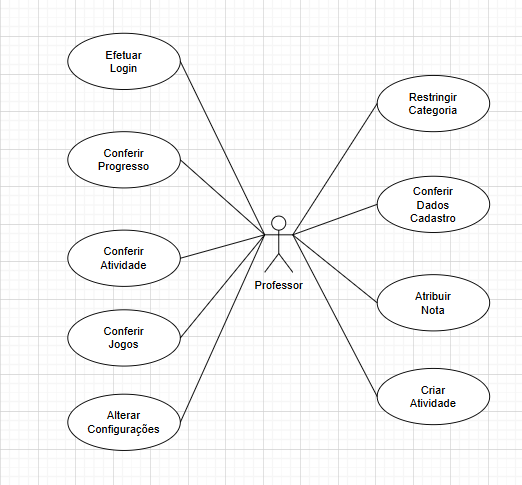 Efetuar
Login
Conferir
Progresso
Conferir
Atividade
Conferir
Jogos
Alterar
Configurações
Professor
Restringir
Categoria
Conferir
Dados
Cadastro
Atribuir
Nota
Criar
Atividade